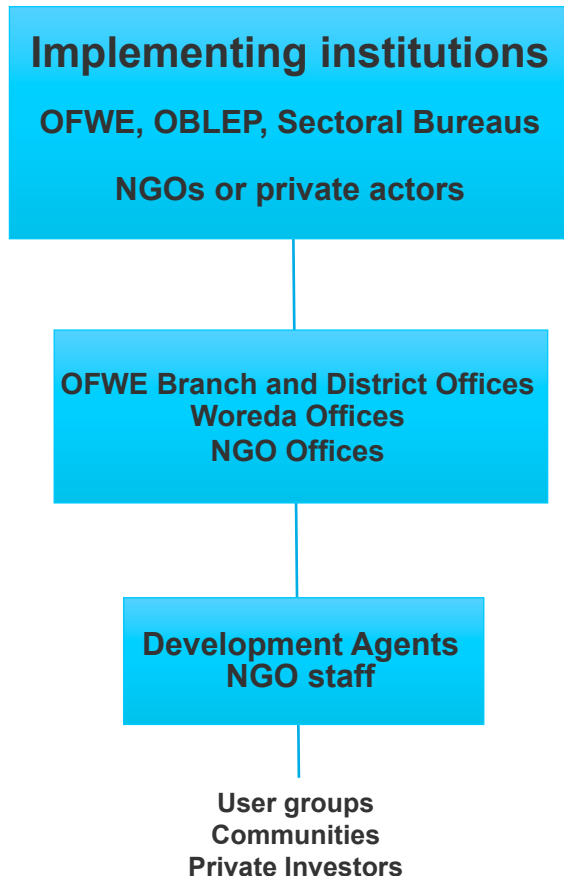 Implementing institutions
OFWE, OBLEP, Sectoral Bureaus
NGOs or private actors
OFWE Branch and District Offices
Woreda Offices
NGO Offices
Development Agents
NGO staff
User groups
Communities
Private Investors